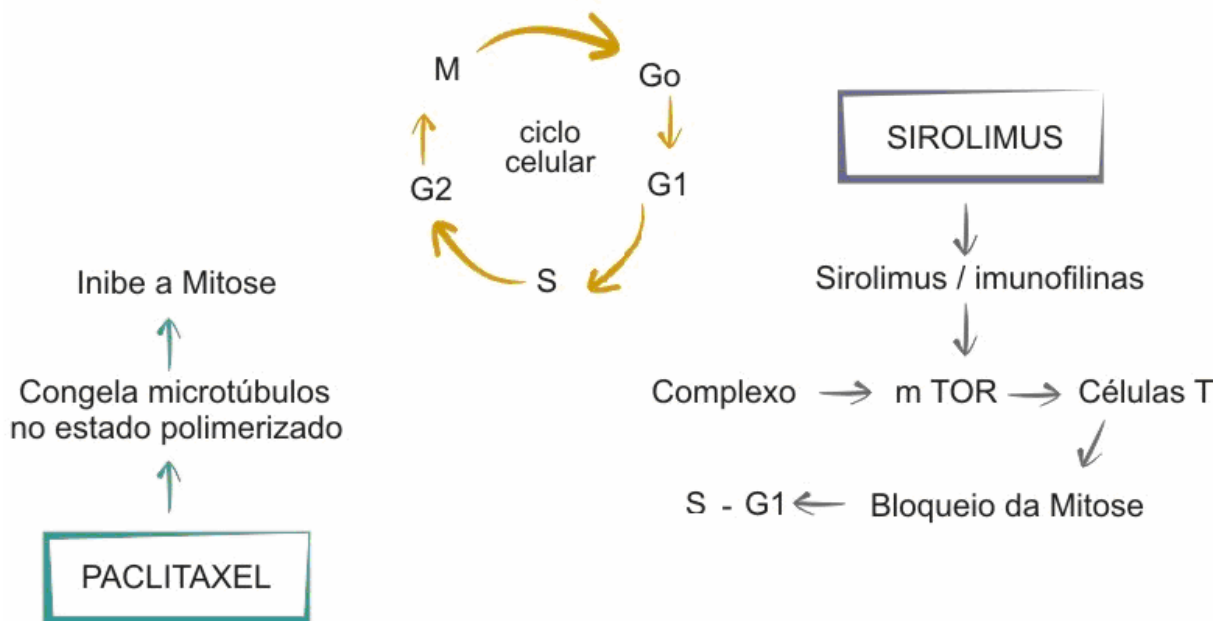 M
Go
ciclo
celular
G2
G1
S
SIROLIMUS
Sirolimus / imunofilinas
Complexo
m TOR
Células T
S - G1
Bloqueio da Mitose
Inibe a Mitose
Congela microtúbulos
no estado polimerizado
PACLITAXEL